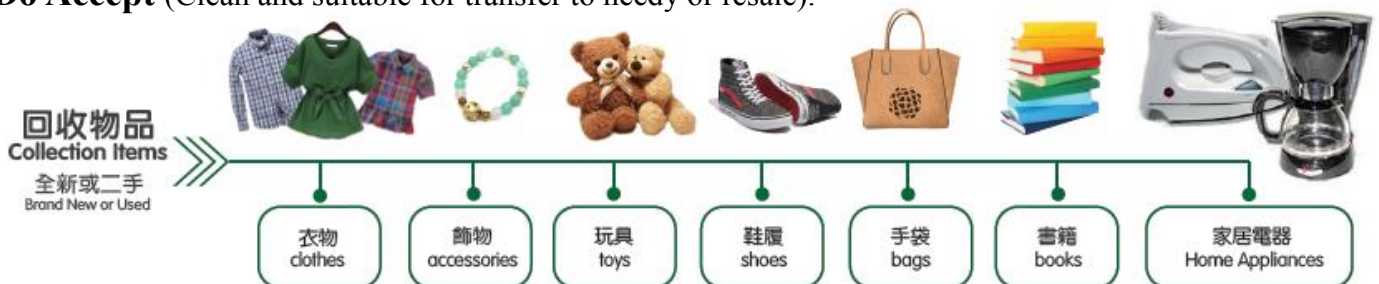 Do Accept (Clean and suitable for transfer to needy or resale):
回收物品
Collection Items
全新或二手
Brand New or Used
衣物
clothes
飾物
accessories
玩具
toys
鞋履
shoes
手袋
bags
書籍
books
家居電器
Home Appliances